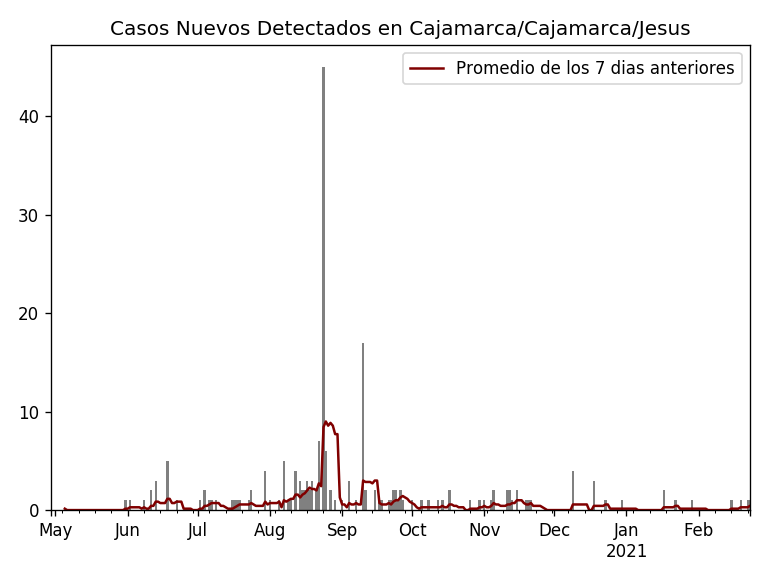 Casos Nuevos Detectados en Cajamarca/Cajamarca/Jesus
Promedio de los 7 dias anteriores
40
30
20
10
0
May Jun Jul Aug Sep Oct Nov Dec Jan Feb
2021